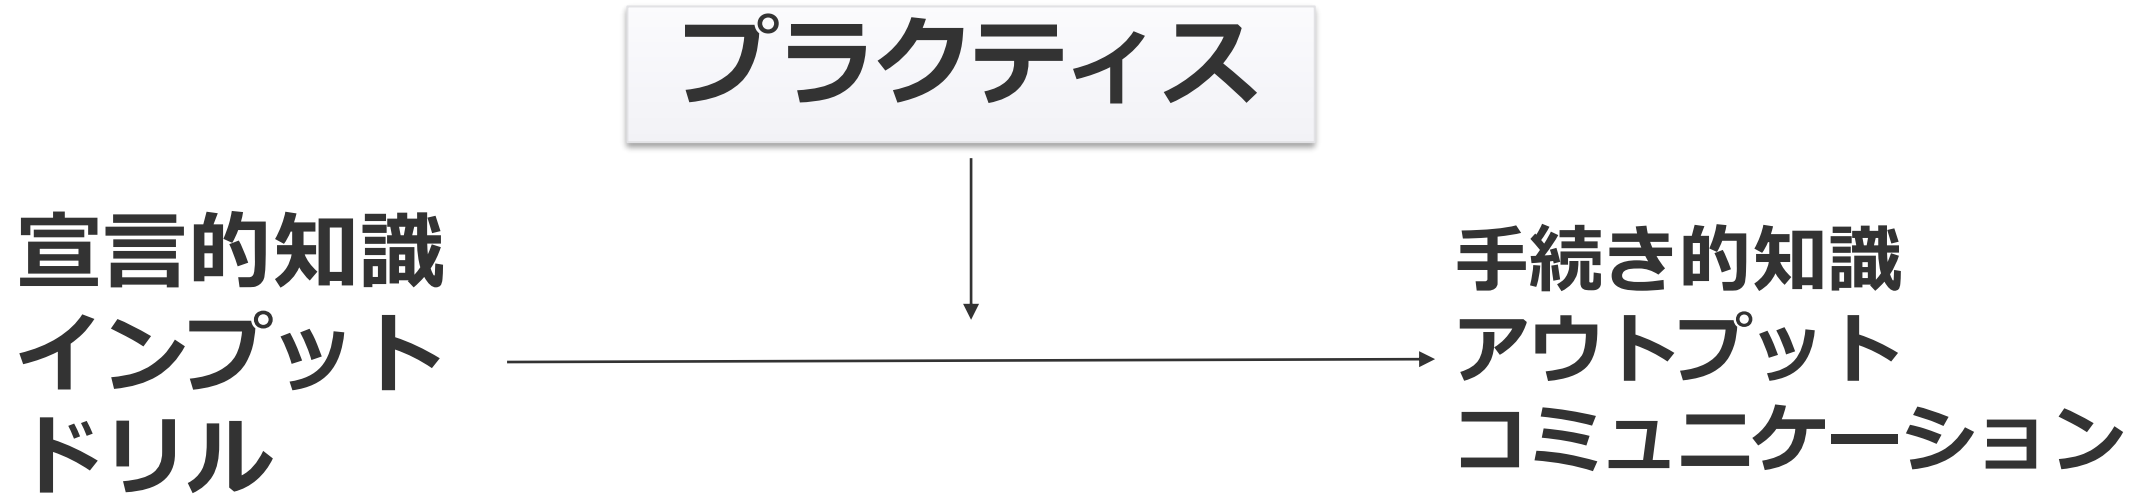 プラクティス
宣言的知識
インプット
ドリル
手続き的知識
アウトプット
コミュニケーション